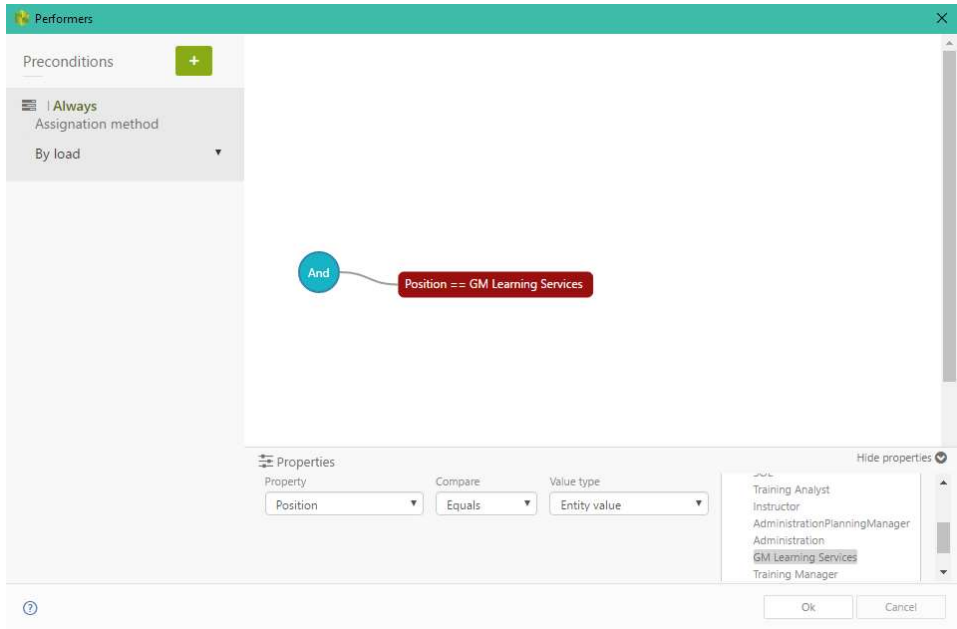 Performers
Preconditions
+
Always
Assignation method
By load
And
Position == GM Learning Services
Properties
Hide properties
Property
Compare
Value type
Position
Equals
Entity value
Training Analyst
Instructor
AdministrationPlanningManager
Administration
GM Learning Services
Training Manager
?
Ok
Cancel